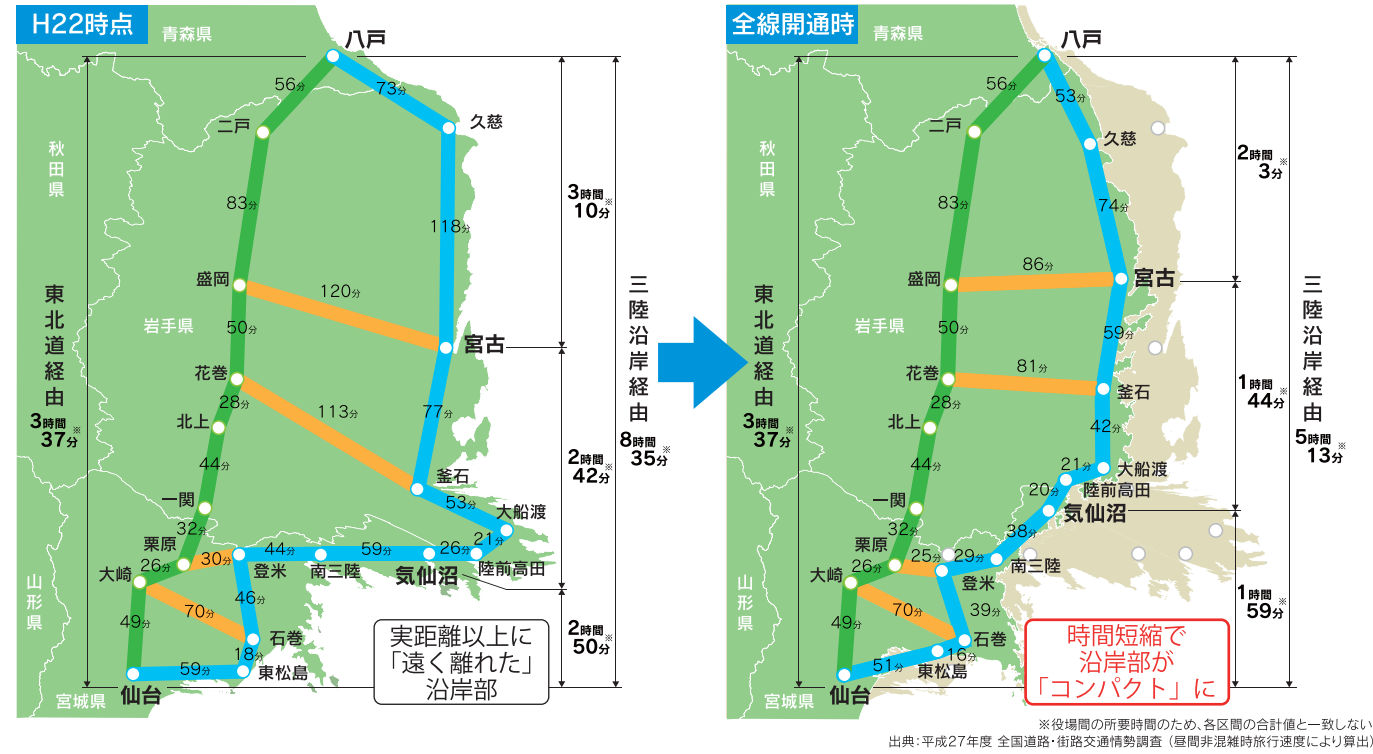 H22時点
青森県
八戸
56分
73分
二戸
久慈
秋田県
83分
118分
3時間
10分※
盛岡
120分
東北道経由
3時間
37分※
岩手県
50分
宮古
三陸沿岸経由
8時間
35分※
花巻
28分
113分
77分
北上
44分
2時間
42分※
釜石
一関
53分
大船渡
32分
21分
栗原
30分
44分
59分
26分
大崎
26分
登米
南三陸
気仙沼
陸前高田
山形県
46分
70分
49分
石巻
18分
2時間
50分※
59分
東松島
仙台
宮城県
実距離以上に
「遠く離れた」
沿岸部
全線開通時
青森県
八戸
56分
53分
二戸
久慈
秋田県
2時間
3分※
83分
74分
盛岡
86分
宮古
東北道経由
3時間
37分※
岩手県
50分
59分
三陸沿岸経由
5時間
13分※
花巻
81分
釜石
1時間
44分※
28分
北上
42分
44分
21分
大船渡
一関
20分
陸前高田
気仙沼
32分
38分
栗原
25分
29分
大崎
26分
登米
南三陸
山形県
70分
39分
1時間
59分※
49分
石巻
16分
51分
東松島
仙台
宮城県
時間短縮で
沿岸部が
「コンパクト」に
※役場間の所要時間のため、各区間の合計値と一致しない
出典：平成27年度 全国道路・街路交通情勢調査（昼間非混雑時旅行速度により算出）